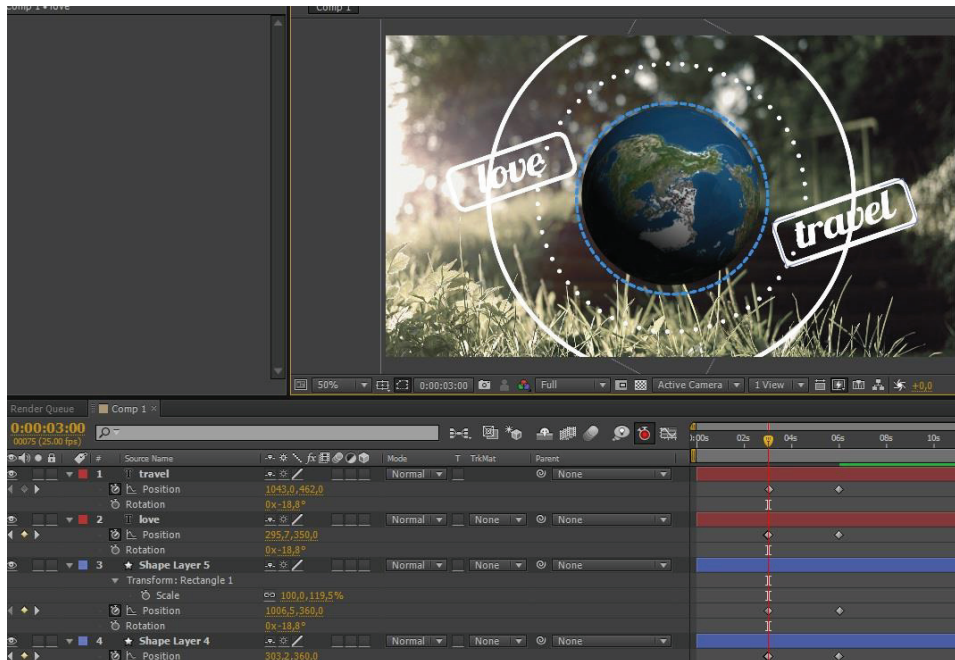 Comp 1 • love
Comp 1
love
travel
50%
0:00:03:00
Full
Active Camera
1 View
+0,0
Render Queue
Comp 1
0:00:03:00
00075 (25.00 fps)
):00s 02s 04s 06s 08s 10s
# Source Name Mode T TrkMat Parent
1 T travel Normal None
Position 1043,0,462,0
Rotation 0x-18,8°
2 T love Normal None None
Position 295,7,350,0
Rotation 0x-18,8°
3 Shape Layer 5 Normal None None
Transform: Rectangle 1
Scale 100,0,119,5%
Position 1006,5,360,0
Rotation 0x-18,8°
4 Shape Layer 4 Normal None None
Position 303,2,360,0